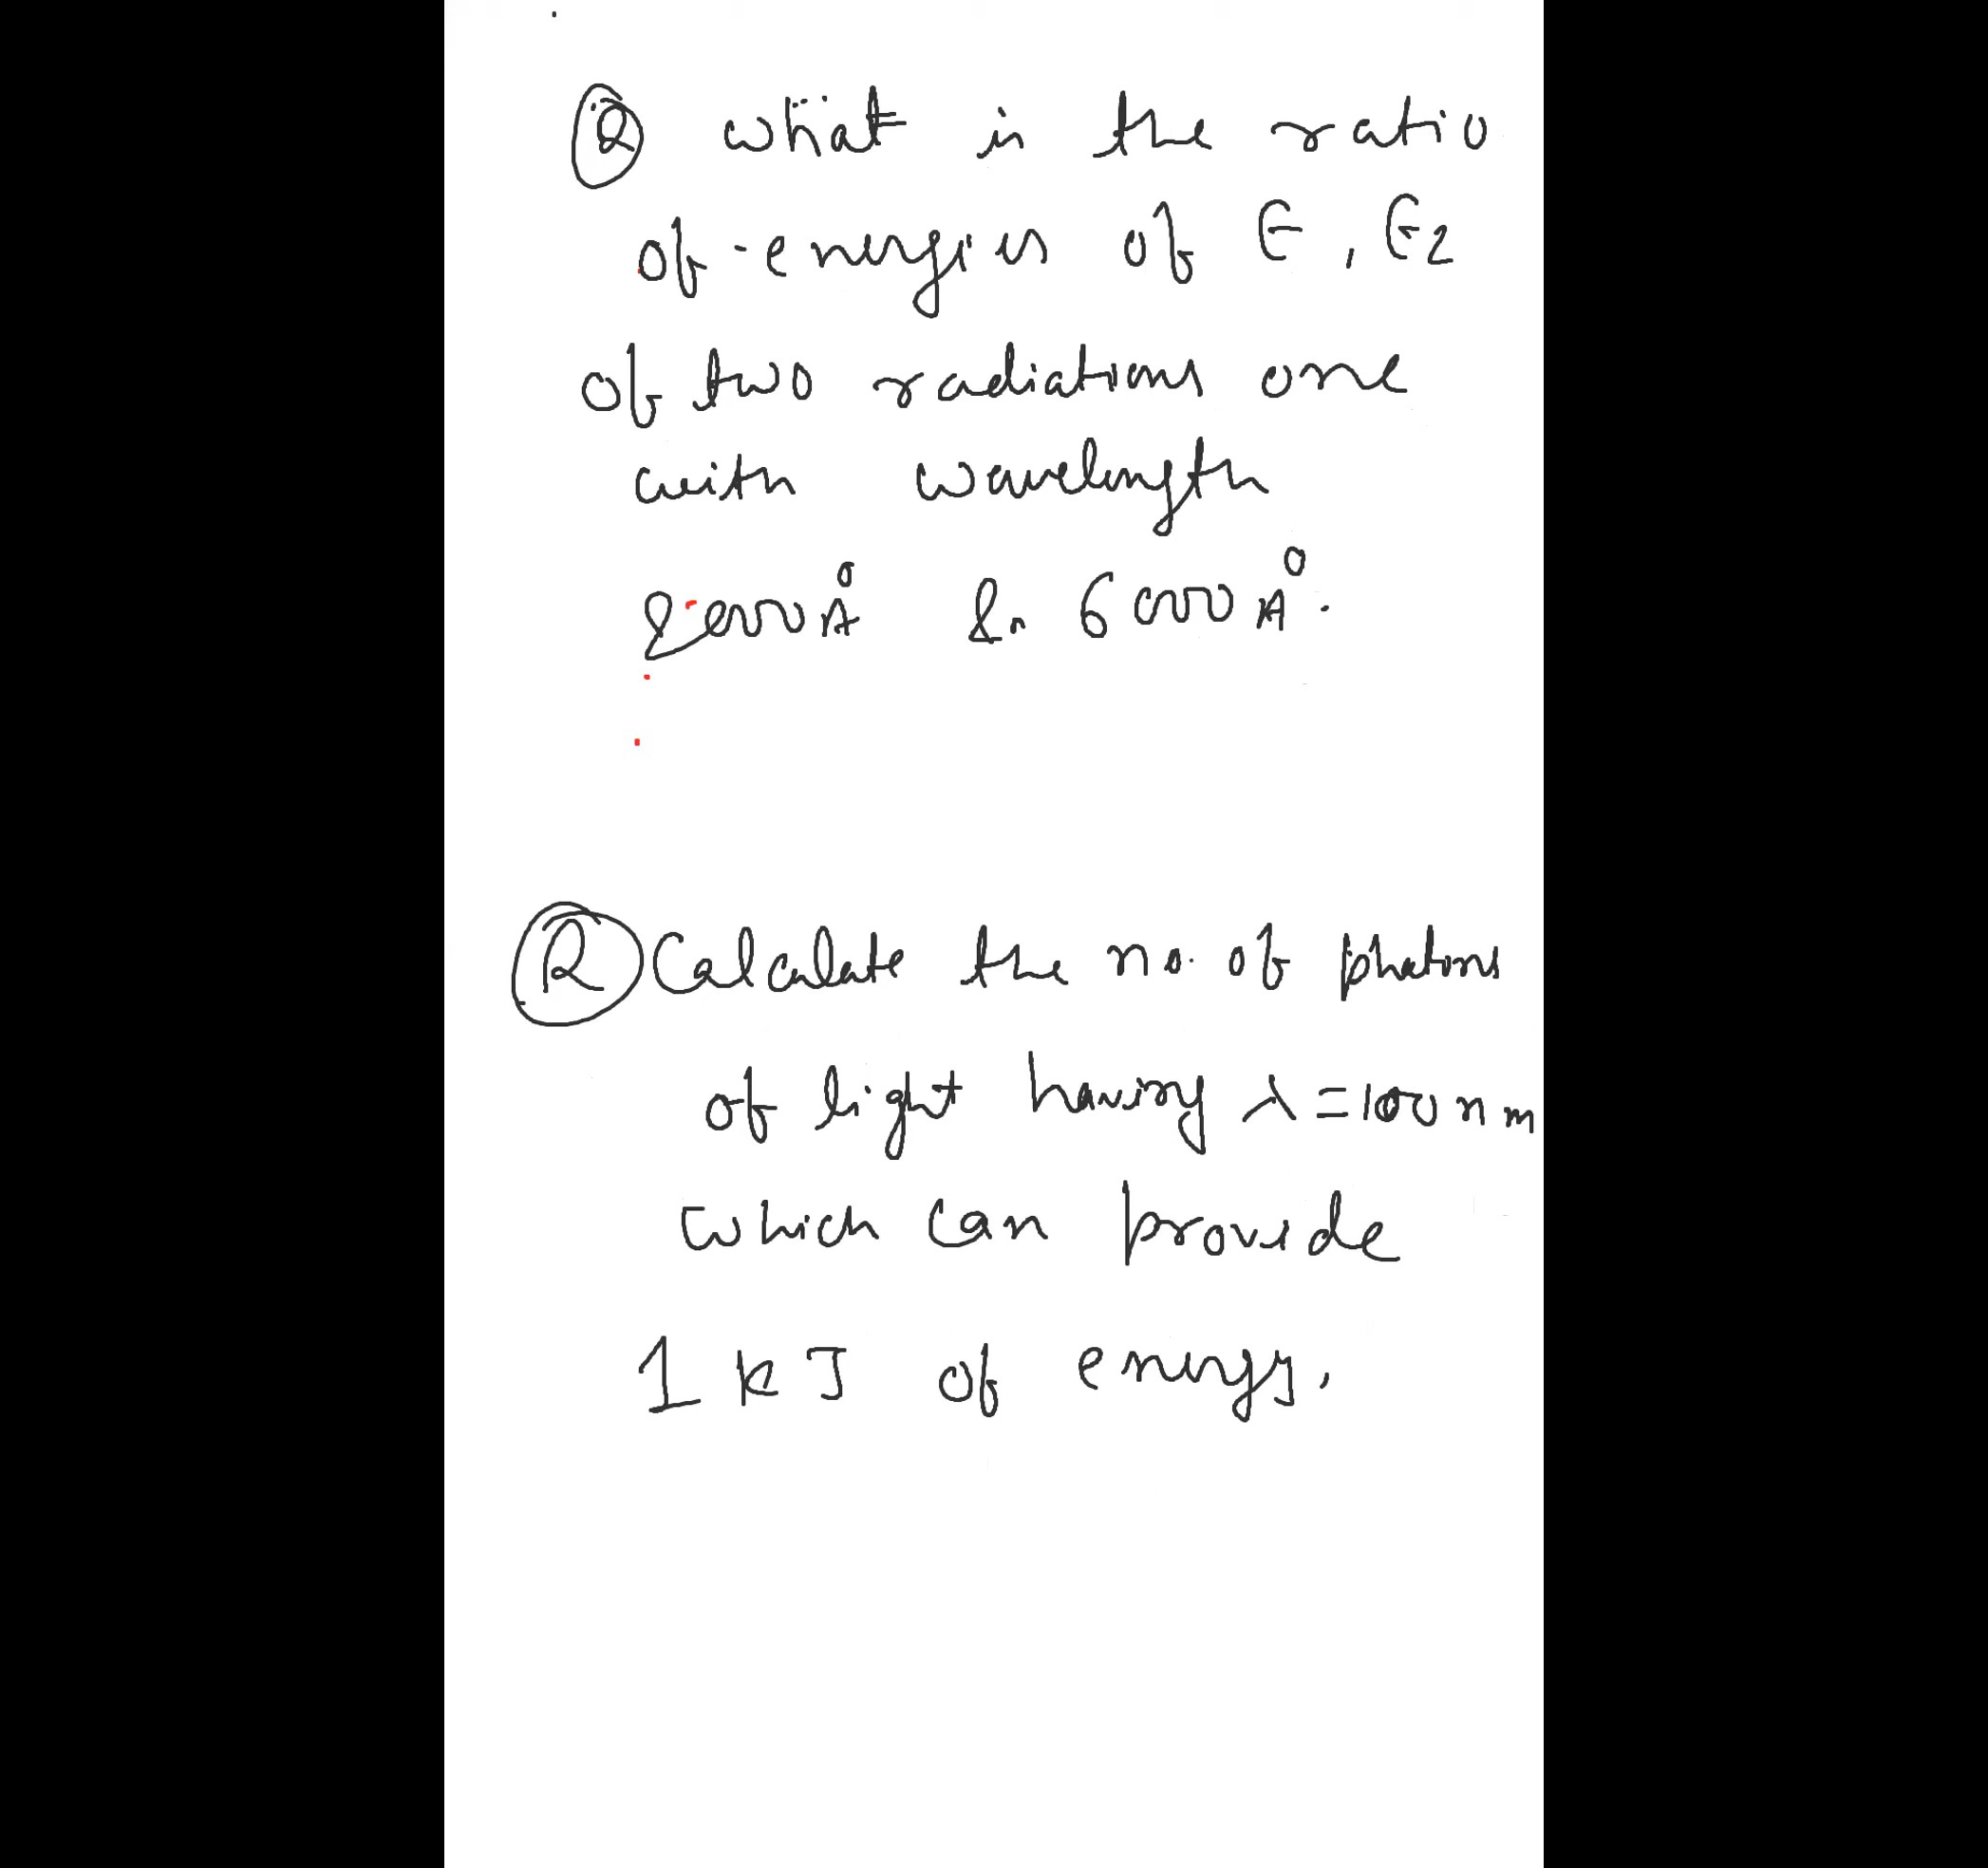 Q What is the ratio
of energies of E, E2
of two radiations one
with wavelength
2000 A° & 6000 A°.
Q Calculate the no. of photons
of light having λ = 100 nm
which can provide
1 kJ of energy.